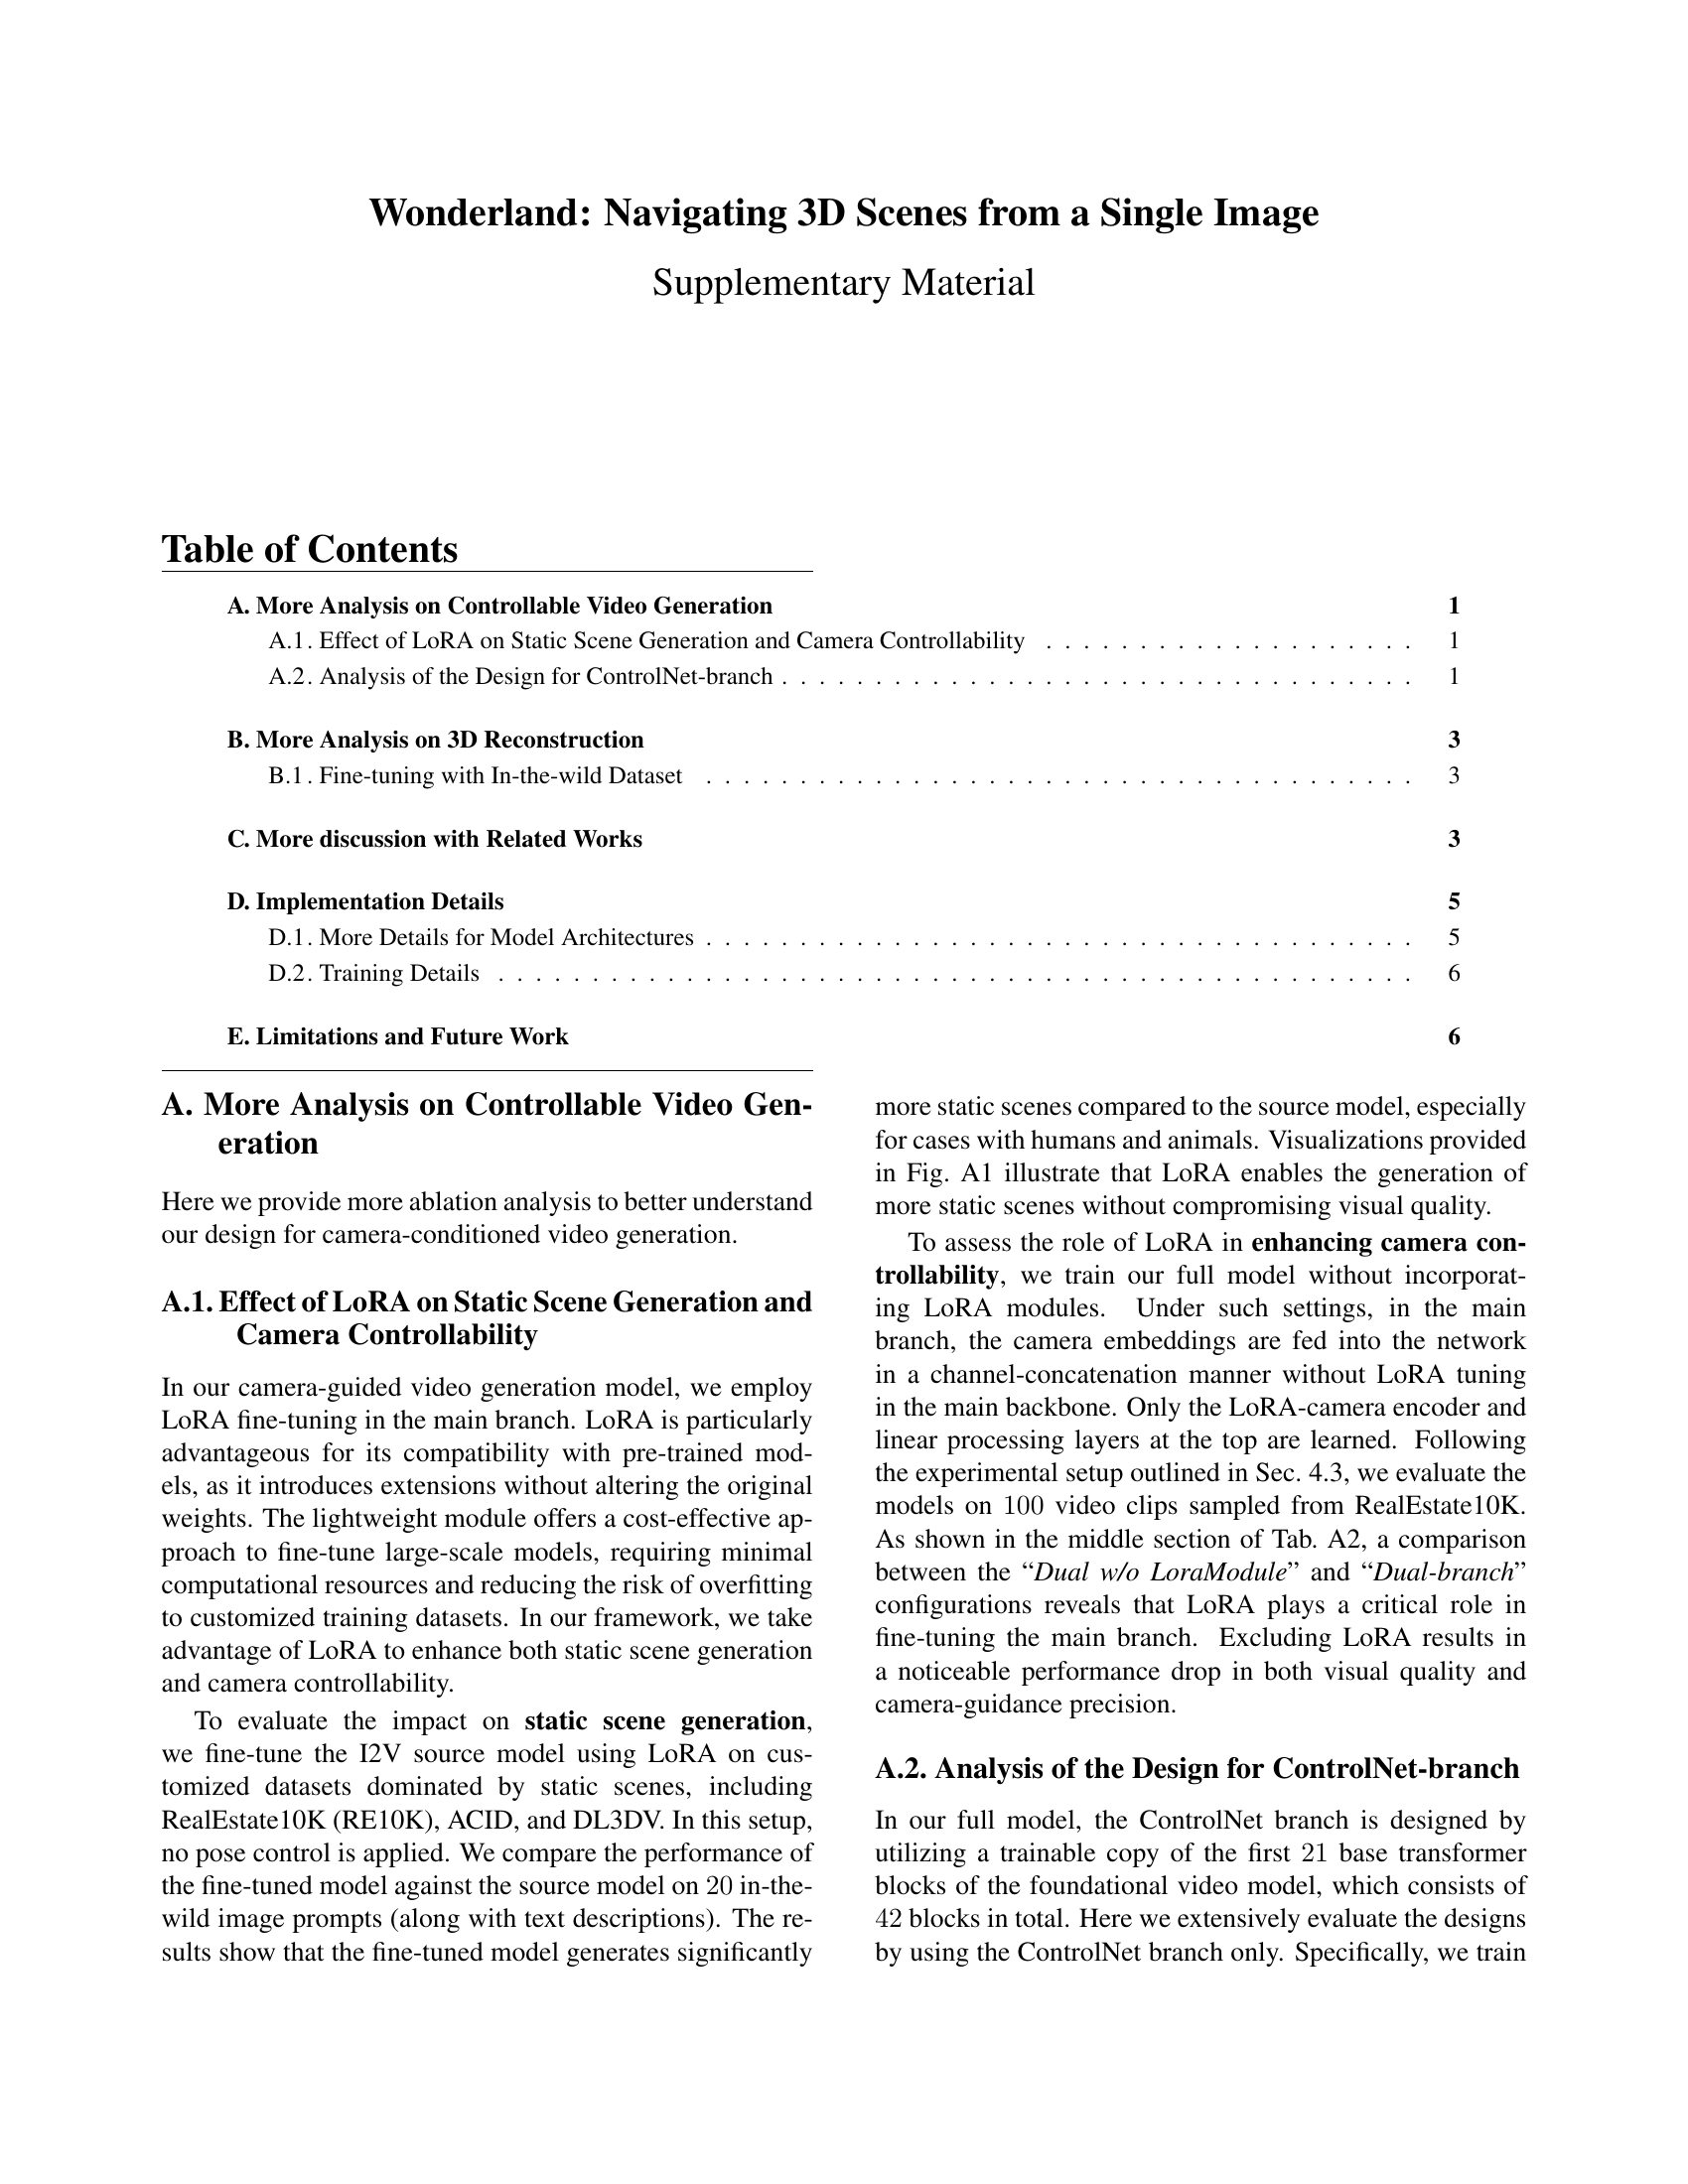 Wonderland: Navigating 3D Scenes from a Single Image
Supplementary Material
Table of Contents
A. More Analysis on Controllable Video Generation 1
A.1. Effect of LoRA on Static Scene Generation and Camera Controllability . . . . . . . . . . . . . . . . . . . . 1
A.2. Analysis of the Design for ControlNet-branch . . . . . . . . . . . . . . . . . . . . . . . . . . . . . . . . . . 1
B. More Analysis on 3D Reconstruction 3
B.1. Fine-tuning with In-the-wild Dataset . . . . . . . . . . . . . . . . . . . . . . . . . . . . . . . . . . . . . . 3
C. More discussion with Related Works 3
D. Implementation Details 5
D.1. More Details for Model Architectures . . . . . . . . . . . . . . . . . . . . . . . . . . . . . . . . . . . . . . 5
D.2. Training Details . . . . . . . . . . . . . . . . . . . . . . . . . . . . . . . . . . . . . . . . . . . . . . . . . 6
E. Limitations and Future Work 6
A. More Analysis on Controllable Video Gen-
eration
Here we provide more ablation analysis to better understand
our design for camera-conditioned video generation.
A.1. Effect of LoRA on Static Scene Generation and
Camera Controllability
In our camera-guided video generation model, we employ
LoRA fine-tuning in the main branch. LoRA is particularly
advantageous for its compatibility with pre-trained mod-
els, as it introduces extensions without altering the original
weights. The lightweight module offers a cost-effective ap-
proach to fine-tune large-scale models, requiring minimal
computational resources and reducing the risk of overfitting
to customized training datasets. In our framework, we take
advantage of LoRA to enhance both static scene generation
and camera controllability.
To evaluate the impact on static scene generation,
we fine-tune the I2V source model using LoRA on cus-
tomized datasets dominated by static scenes, including
RealEstate10K (RE10K), ACID, and DL3DV. In this setup,
no pose control is applied. We compare the performance of
the fine-tuned model against the source model on 20 in-the-
wild image prompts (along with text descriptions). The re-
sults show that the fine-tuned model generates significantly
more static scenes compared to the source model, especially
for cases with humans and animals. Visualizations provided
in Fig. A1 illustrate that LoRA enables the generation of
more static scenes without compromising visual quality.
To assess the role of LoRA in enhancing camera con-
trollability, we train our full model without incorporat-
ing LoRA modules. Under such settings, in the main
branch, the camera embeddings are fed into the network
in a channel-concatenation manner without LoRA tuning
in the main backbone. Only the LoRA-camera encoder and
linear processing layers at the top are learned. Following
the experimental setup outlined in Sec. 4.3, we evaluate the
models on 100 video clips sampled from RealEstate10K.
As shown in the middle section of Tab. A2, a comparison
between the “Dual w/o LoraModule” and “Dual-branch”
configurations reveals that LoRA plays a critical role in
fine-tuning the main branch. Excluding LoRA results in
a noticeable performance drop in both visual quality and
camera-guidance precision.
A.2. Analysis of the Design for ControlNet-branch
In our full model, the ControlNet branch is designed by
utilizing a trainable copy of the first 21 base transformer
blocks of the foundational video model, which consists of
42 blocks in total. Here we extensively evaluate the designs
by using the ControlNet branch only. Specifically, we train